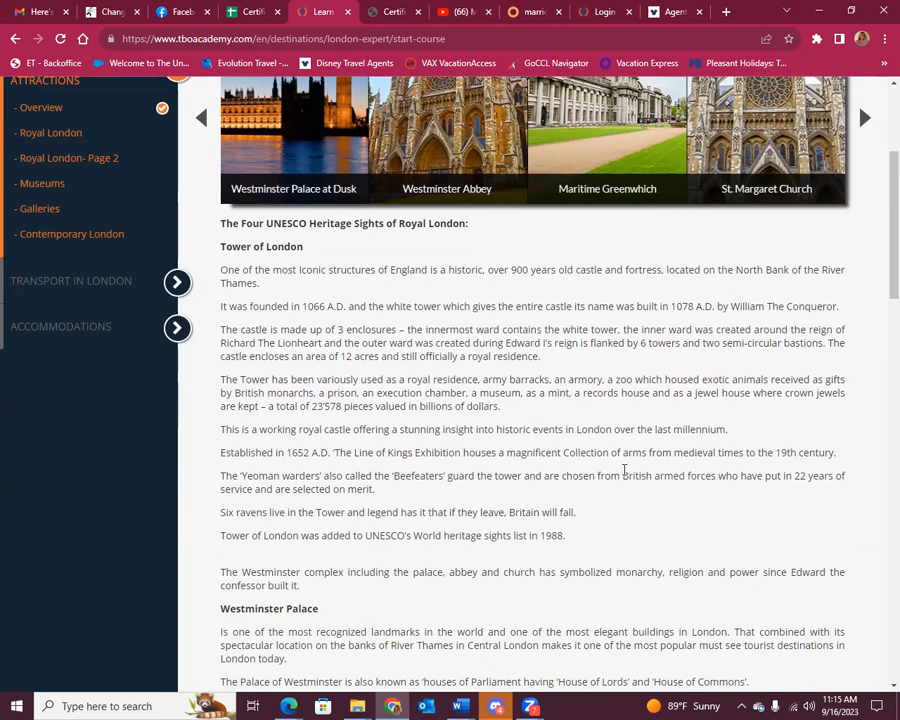 Here's
Chang
Faceb
Certifi
Learn
Certifi
(66) M
marri
Login
Agent
https://www.tboacademy.com/en/destinations/london-expert/start-course
ET - Backoffice
Welcome to The Un...
Evolution Travel -...
Disney Travel Agents
VAX VacationAccess
GoCCL Navigator
Vacation Express
Pleasant Holidays: T...
ATTRACTIONS
- Overview
- Royal London
- Royal London- Page 2
- Museums
- Galleries
- Contemporary London
TRANSPORT IN LONDON
ACCOMMODATIONS
Westminster Palace at Dusk
Westminster Abbey
Maritime Greenwhich
St. Margaret Church
The Four UNESCO Heritage Sights of Royal London:
Tower of London
One of the most Iconic structures of England is a historic, over 900 years old castle and fortress, located on the North Bank of the River
Thames.
It was founded in 1066 A.D. and the white tower which gives the entire castle its name was built in 1078 A.D. by William The Conqueror.
The castle is made up of 3 enclosures – the innermost ward contains the white tower, the inner ward was created around the reign of
Richard The Lionheart and the outer ward was created during Edward I's reign is flanked by 6 towers and two semi-circular bastions. The
castle encloses an area of 12 acres and still officially a royal residence.
The Tower has been variously used as a royal residence, army barracks, an armory, a zoo which housed exotic animals received as gifts
by British monarchs, a prison, an execution chamber, a museum, as a mint, a records house and as a jewel house where crown jewels
are kept – a total of 23'578 pieces valued in billions of dollars.
This is a working royal castle offering a stunning insight into historic events in London over the last millennium.
Established in 1652 A.D. 'The Line of Kings Exhibition houses a magnificent Collection of arms from medieval times to the 19th century.
The 'Yeoman warders' also called the 'Beefeaters' guard the tower and are chosen from British armed forces who have put in 22 years of
service and are selected on merit.
Six ravens live in the Tower and legend has it that if they leave, Britain will fall.
Tower of London was added to UNESCO's World heritage sights list in 1988.
The Westminster complex including the palace, abbey and church has symbolized monarchy, religion and power since Edward the
confessor built it.
Westminster Palace
Is one of the most recognized landmarks in the world and one of the most elegant buildings in London. That combined with its
spectacular location on the banks of River Thames in Central London makes it one of the most popular must see tourist destinations in
London today.
The Palace of Westminster is also known as 'houses of Parliament having 'House of Lords' and 'House of Commons'.
Type here to search
89°F Sunny
11:15 AM
9/16/2023